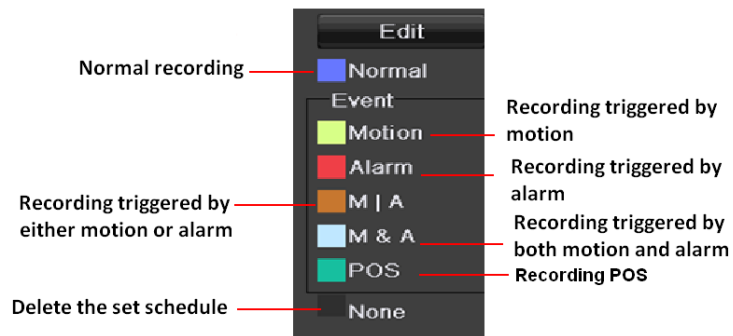 Edit
Normal recording
Normal
Event
Motion
Recording triggered by
motion
Alarm
Recording triggered by
alarm
Recording triggered by
either motion or alarm
M | A
M & A
Recording triggered by
both motion and alarm
POS
Recording POS
Delete the set schedule
None